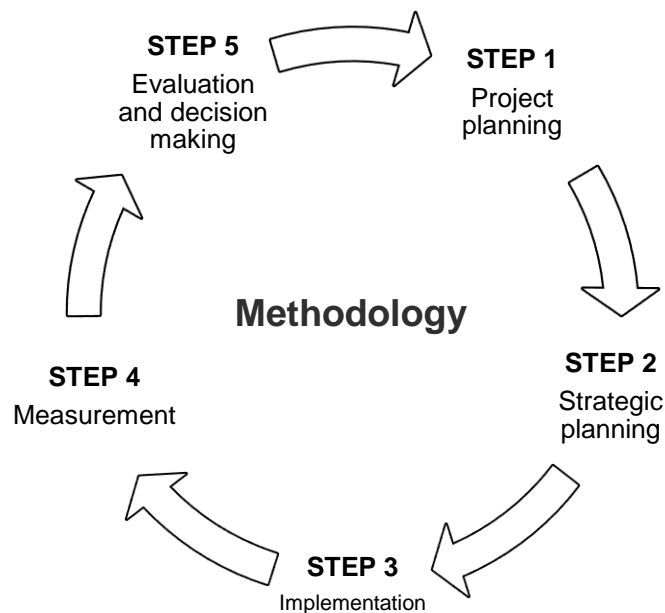 STEP 1
Project
planning
STEP 2
Strategic
planning
STEP 3
Implementation
STEP 4
Measurement
STEP 5
Evaluation
and decision
making
Methodology